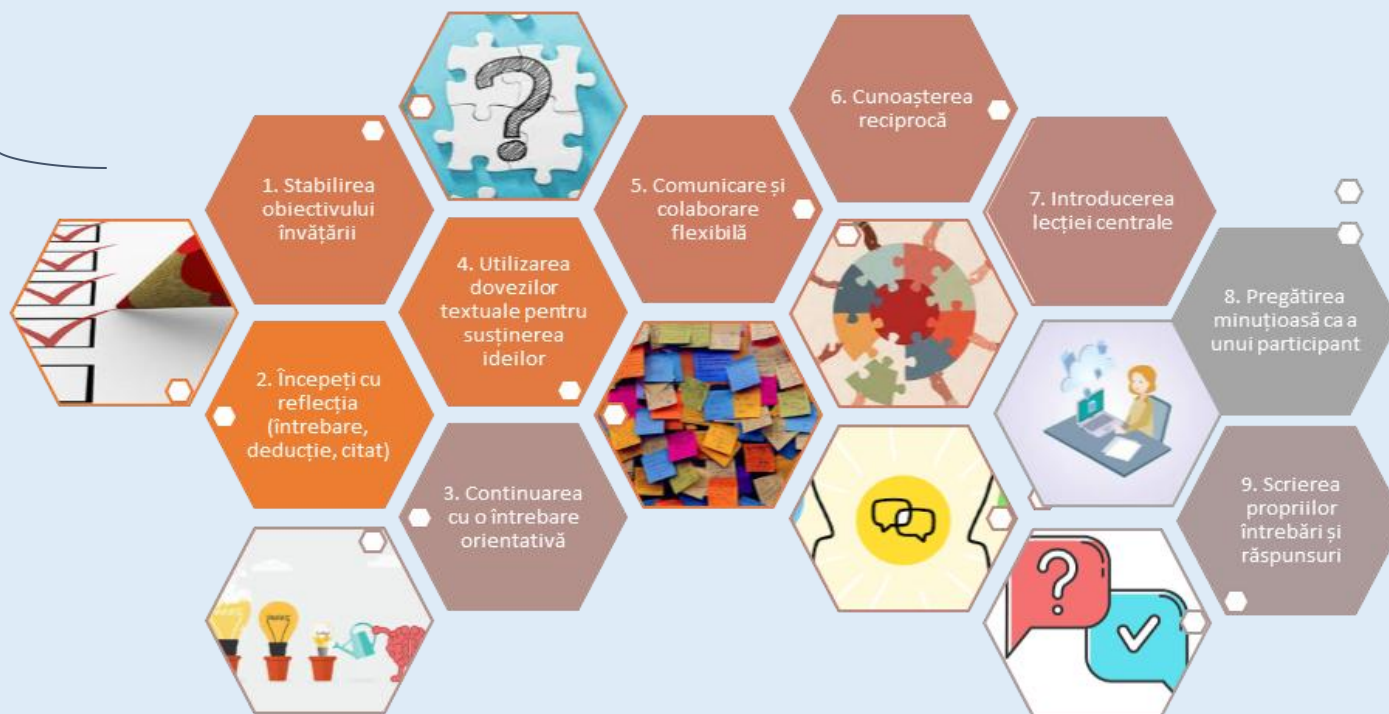 1. Stabilirea
obiectivului
învățării
2. Începeți cu
reflecția
(întrebare,
deducție, citat)
3. Continuarea
cu o întrebare
orientativă
4. Utilizarea
dovezilor
textuale pentru
susținerea
ideilor
5. Comunicare și
colaborare
flexibilă
6. Cunoașterea
reciprocă
7. Introducerea
lecției centrale
8. Pregătirea
minuțioasă ca a
unui participant
9. Scrierea
propriilor
întrebări și
răspunsuri